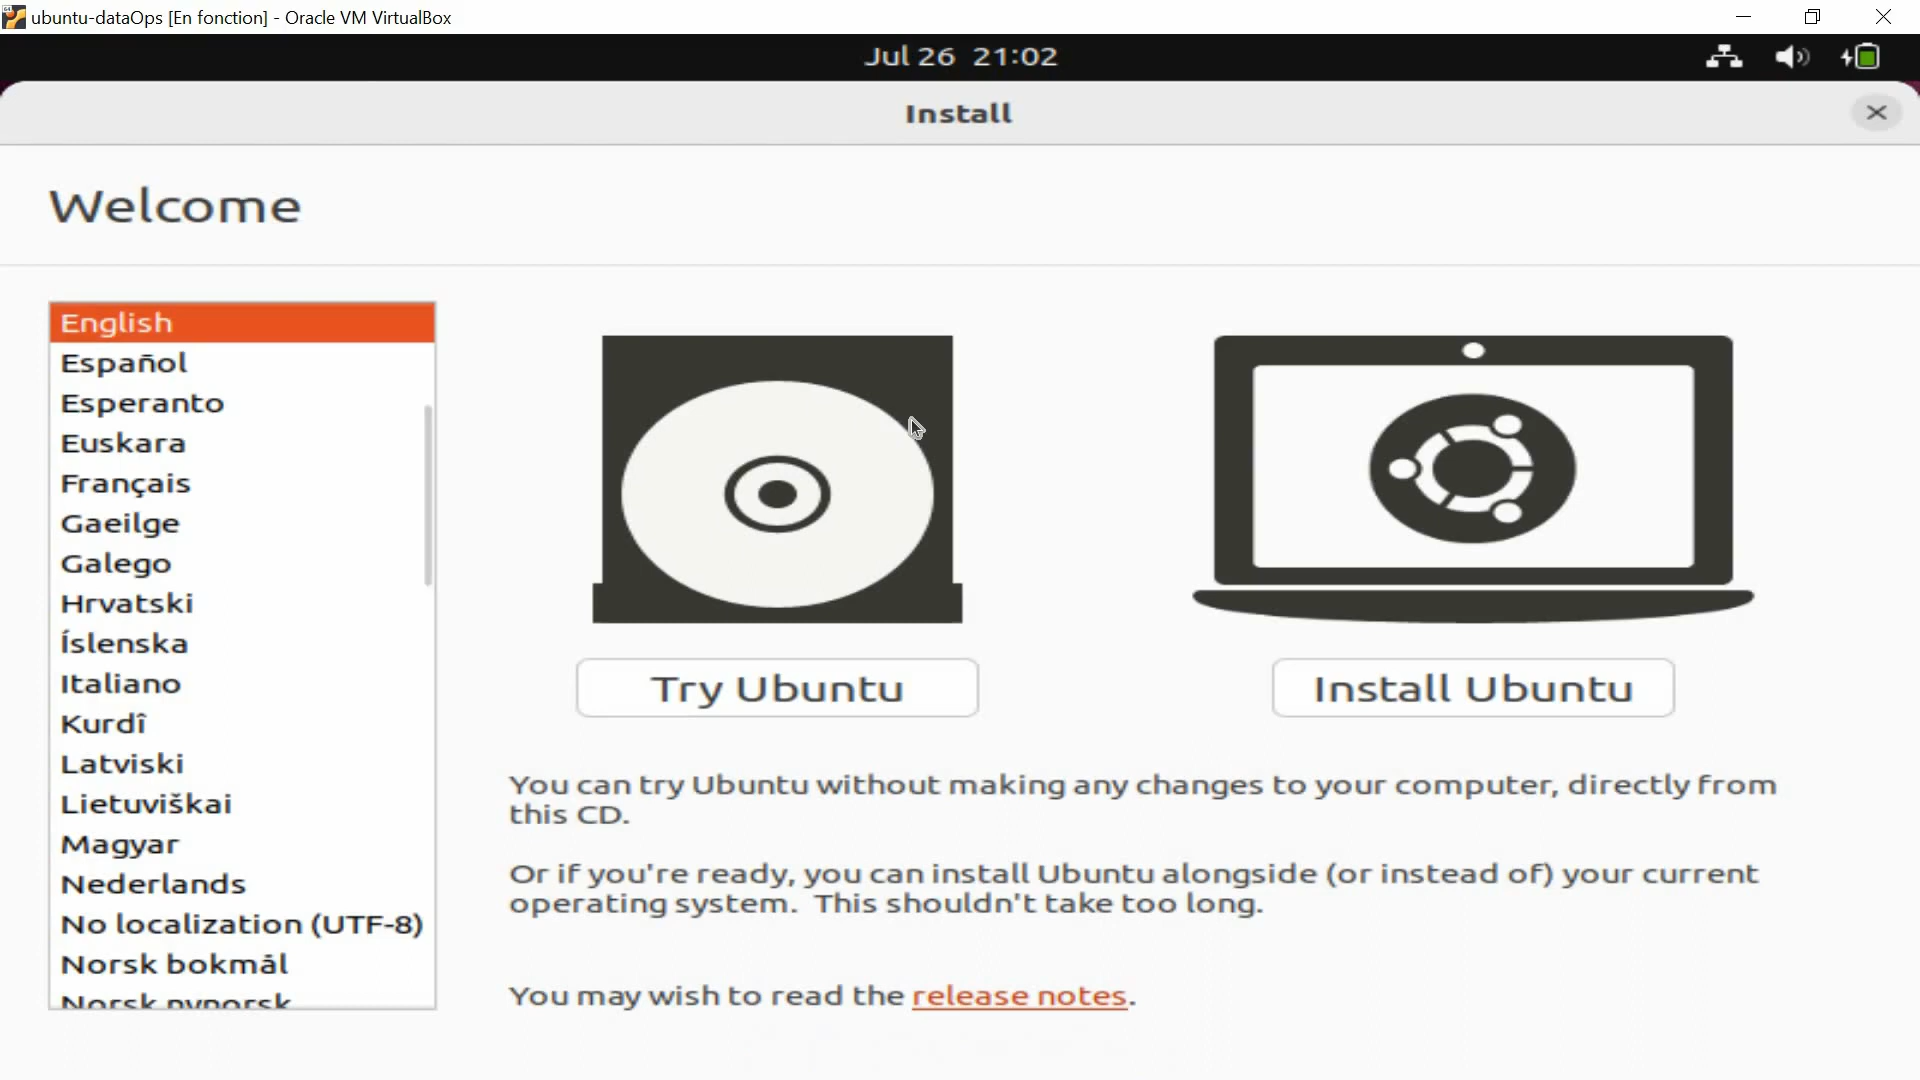 ubuntu-dataOps [En fonction] - Oracle VM VirtualBox
Jul 26 21:02
Install
Welcome
English
Español
Esperanto
Euskara
Français
Gaeilge
Galego
Hrvatski
Íslenska
Italiano
Kurdî
Latviski
Lietuviškai
Magyar
Nederlands
No localization (UTF-8)
Norsk bokmål
Norsk nynorsk
Try Ubuntu
Install Ubuntu
You can try Ubuntu without making any changes to your computer, directly from
this CD.
Or if you're ready, you can install Ubuntu alongside (or instead of) your current
operating system. This shouldn't take too long.
You may wish to read the release notes.